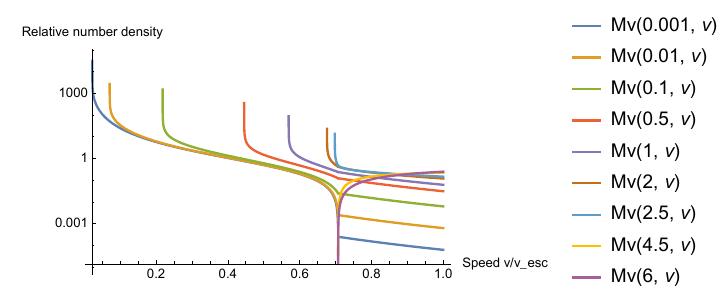 Relative number density
1000
1
0.001
0.2
0.4
0.6
0.8
1.0
Speed v/v_esc
Mv(0.001, v)
Mv(0.01, v)
Mv(0.1, v)
Mv(0.5, v)
Mv(1, v)
Mv(2, v)
Mv(2.5, v)
Mv(4.5, v)
Mv(6, v)